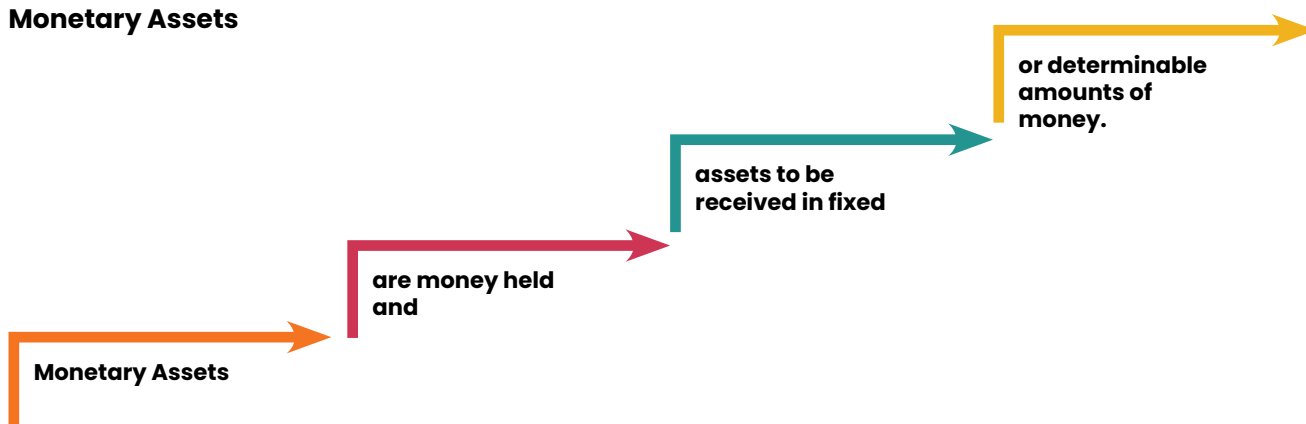 Monetary Assets
Monetary Assets
are money held
and
assets to be
received in fixed
or determinable
amounts of
money.